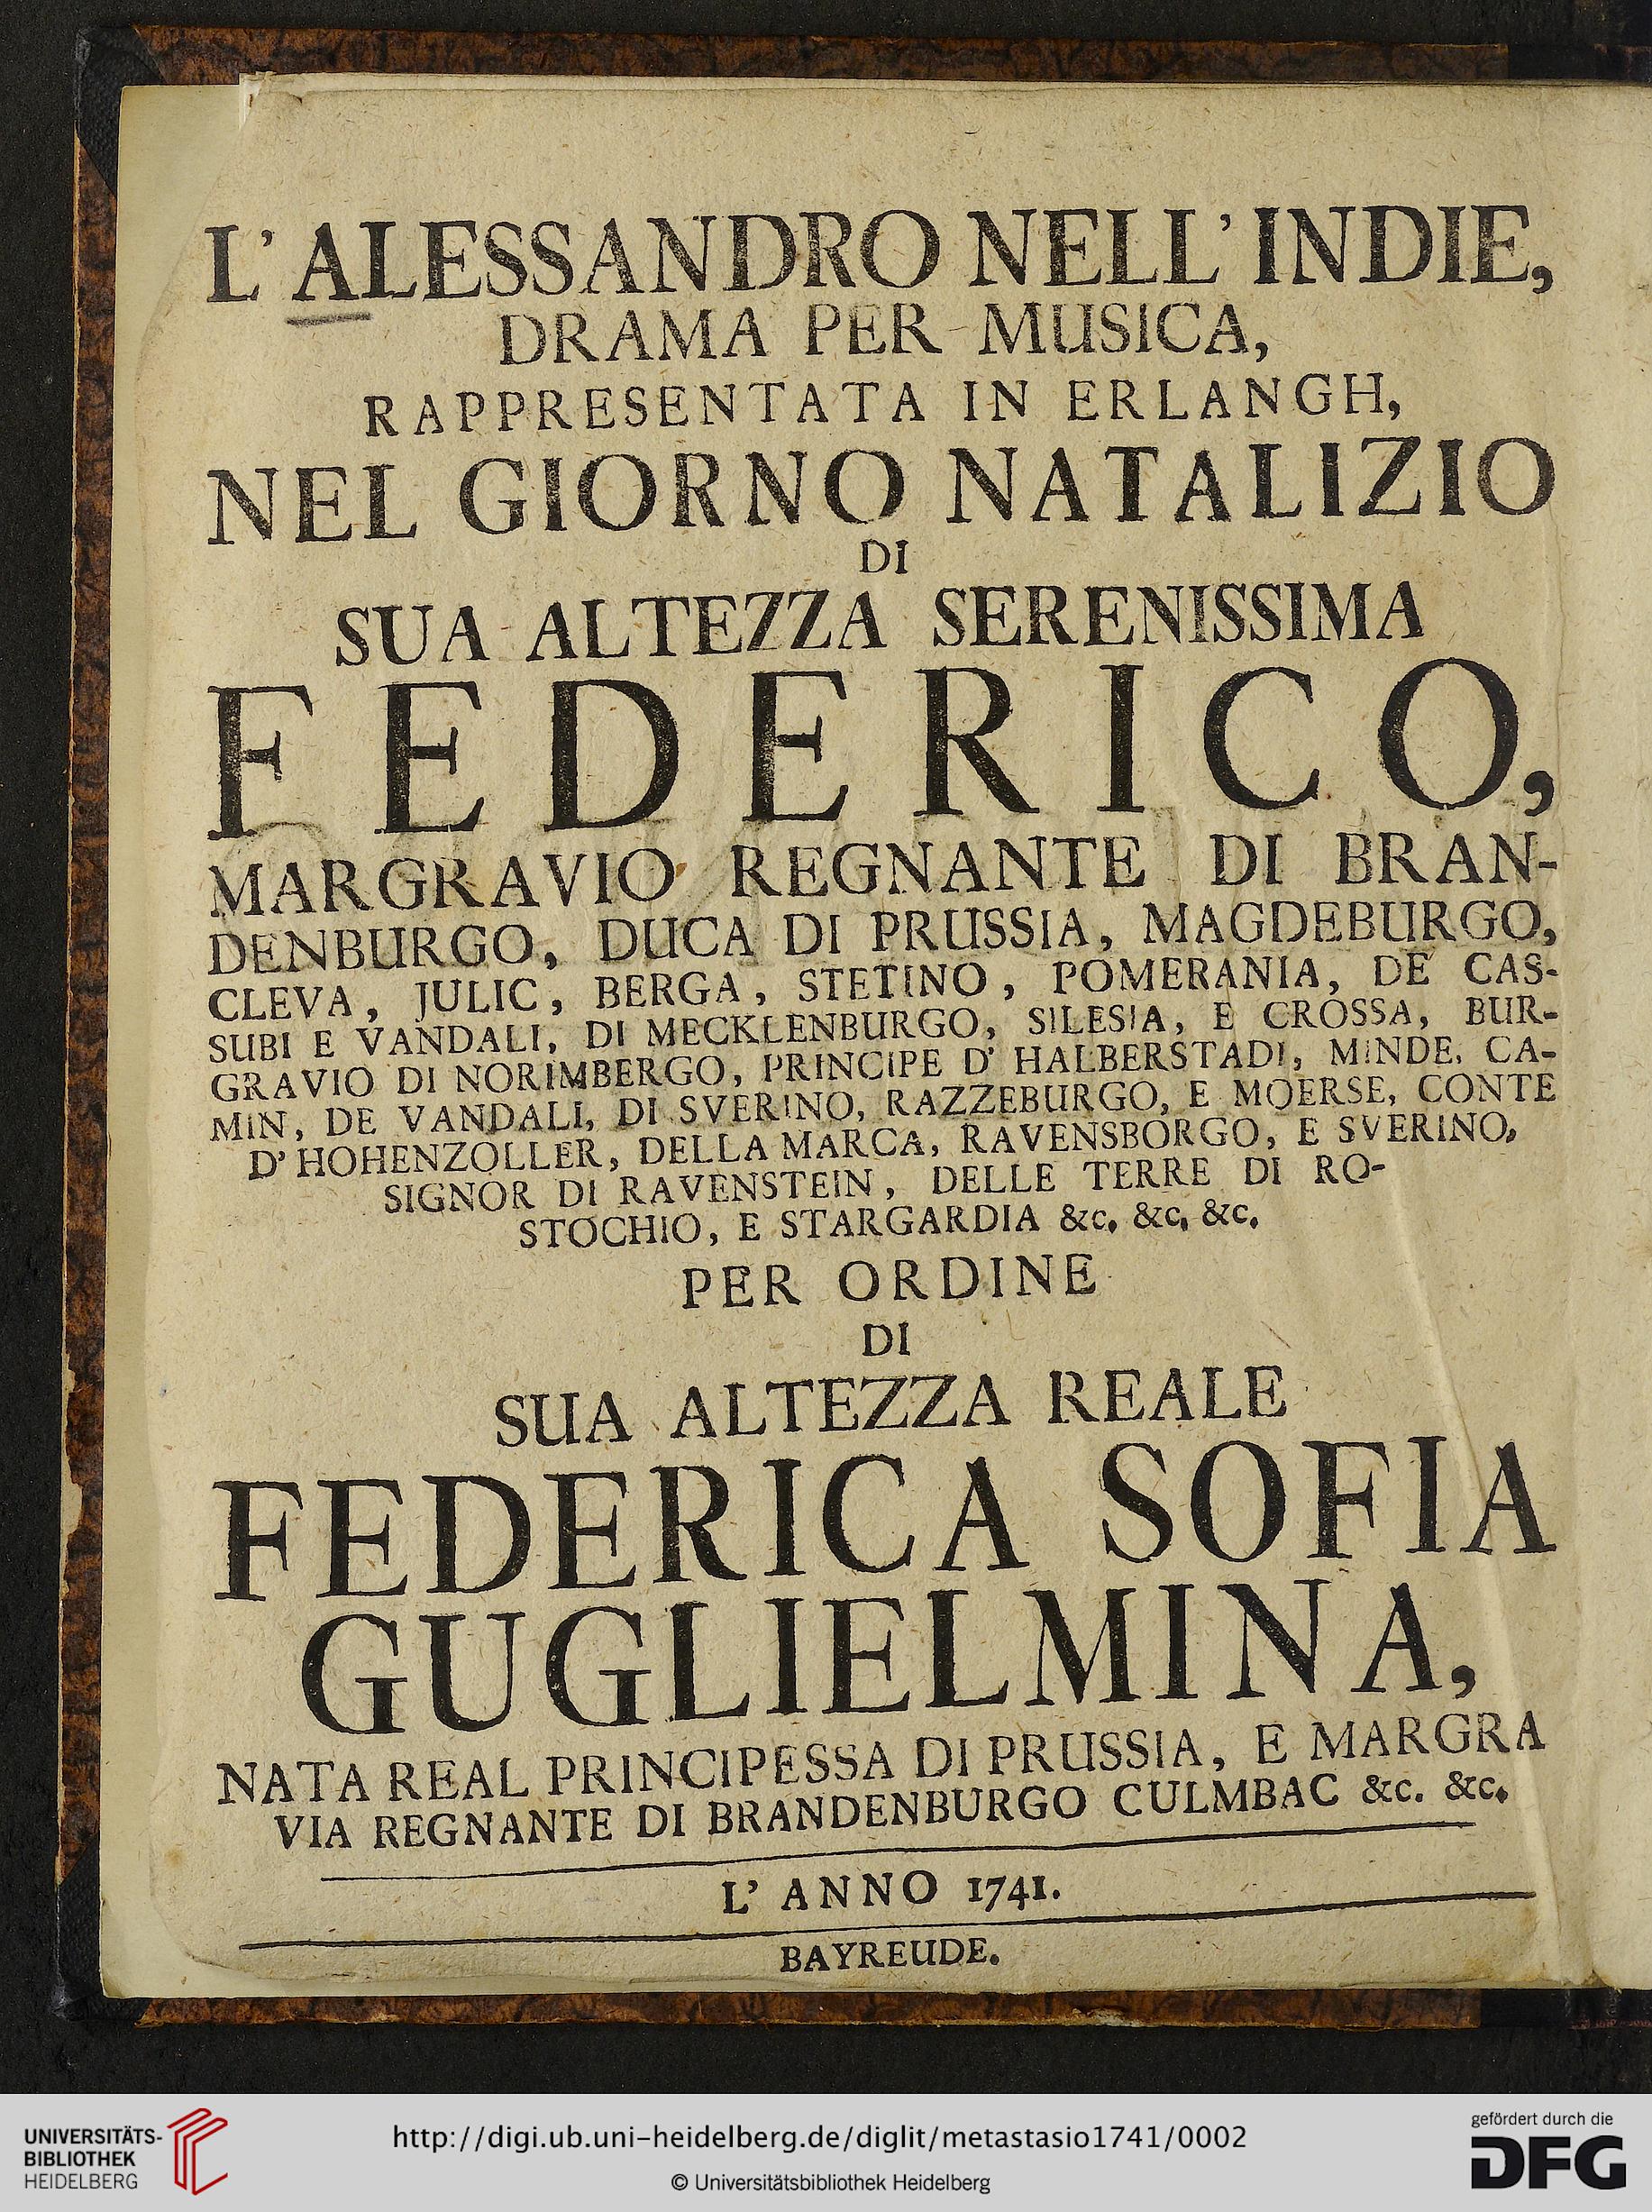 L' ALESSANDRO NELL' INDIE,
DRAMA PER MUSICA,
RAPPRESENTATA IN ERLANGH,
NEL GIORNO NATALIZIO
DI
SUA ALTEZZA SERENISSIMA
FEDERICO,
MARGRAVIO REGNANTE DI BRAN-
DENBURGO, DUCA DI PRUSSIA, MAGDEBURGO,
CLEVA, JULIC, BERGA, STETINO, POMERANIA, DE CAS-
SUBI E VANDALI, DI MECKLENBURGO, SILESIA, E CROSSA, BUR-
GRAVIO DI NORIMBERGO, PRINCIPE D' HALBERSTADI, MINDE, CA-
MIN, DE VANDALI, DI SVERINO, RAZZEBURGO, E MOERSE, CONTE
D' HOHENZOLLER, DELLA MARCA, RAVENSBORGO, E SVERINO,
SIGNOR DI RAVENSTEIN, DELLE TERRE DI RO-
STOCHIO, E STARGARDIA &c. &c. &c.
PER ORDINE
DI
SUA ALTEZZA REALE
FEDERICA SOFIA
GUGLIELMINA,
NATA REAL PRINCIPESSA DI PRUSSIA, E MARGRA
VIA REGNANTE DI BRANDENBURGO CULMBAC &c. &c.
L' ANNO 1741.
BAYREUDE.
UNIVERSITÄTS-
BIBLIOTHEK
HEIDELBERG
http://digi.ub.uni-heidelberg.de/diglit/metastasio1741/0002
© Universitätsbibliothek Heidelberg
gefördert durch die
DFG